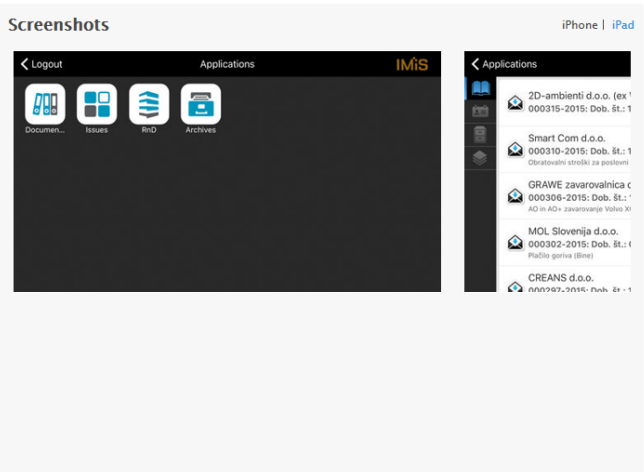 Screenshots
iPhone | iPad
Logout
Applications
IMiS
Documen...
Issues
RnD
Archives
Applications
2D-ambienti d.o.o. (ex
000315-2015: Dob. št.: 1
Smart Com d.o.o.
000310-2015: Dob. št.: 1
Obratovalni stroški za poslovni
GRAWE zavarovalnica
000306-2015: Dob. št.:
AO in AO+ zavarovanje Volvo
MOL Slovenija d.o.o.
000302-2015: Dob. št.:
Plačilo goriva (Bine)
CREANS d.o.o.
000297-2015: Dob. št.: 1